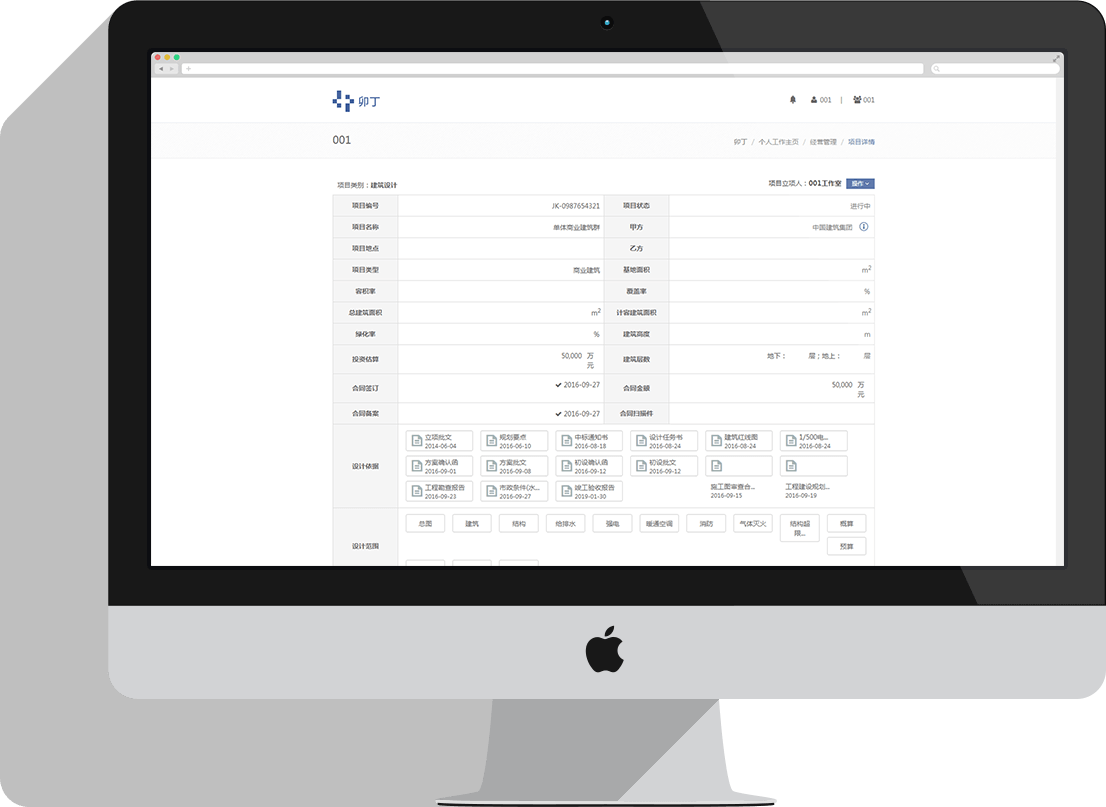 卯丁
001 | 001
001
卯丁 / 个人工作主页 / 经营管理 / 项目详情
项目类别：建筑设计
项目立项人：001工作室 操作
项目编号 JK-0987654321 项目状态 进行中
项目名称 单体商业建筑群 甲方 中国建筑集团
项目地点 乙方
项目类型 商业建筑 基地面积 m²
容积率 覆盖率 %
总建筑面积 m² 计容建筑面积 m²
绿化率 % 建筑高度 m
投资估算 50,000 万元 建筑层数 地下： 层；地上： 层
合同签订 2016-09-27 合同金额 50,000 万元
合同备案 2016-09-27 合同扫描件
设计依据
立项批文 规划要点 中标通知书 设计任务书 建筑红线图 1/500电...
2014-06-04 2016-06-10 2016-08-18 2016-08-24 2016-08-24 2016-08-24
方案确认函 方案批文 初设确认函 初设批文
2016-09-01 2016-09-08 2016-09-12 2016-09-12
工程勘查报告 市政条件(水... 竣工验收报告 施工图审查合... 工程建设规划...
2016-09-23 2016-09-27 2019-01-30 2016-09-15 2016-09-19
设计范围
总图 建筑 结构 给排水 强电 暖通空调 消防 气体灭火 结构超限... 概算
预算